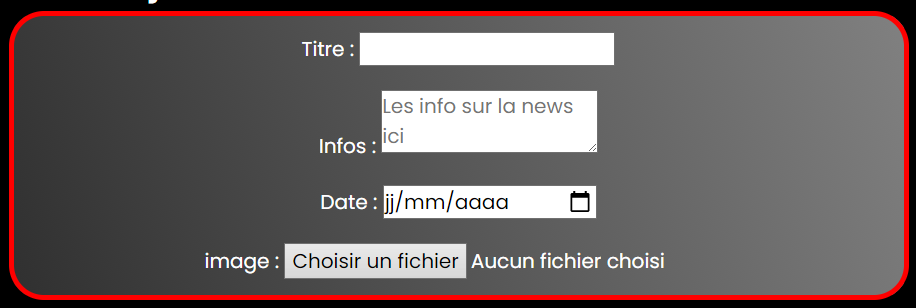 Titre :
Les info sur la news
ici
Infos :
Date : jj/mm/aaaa
image : Choisir un fichier Aucun fichier choisi